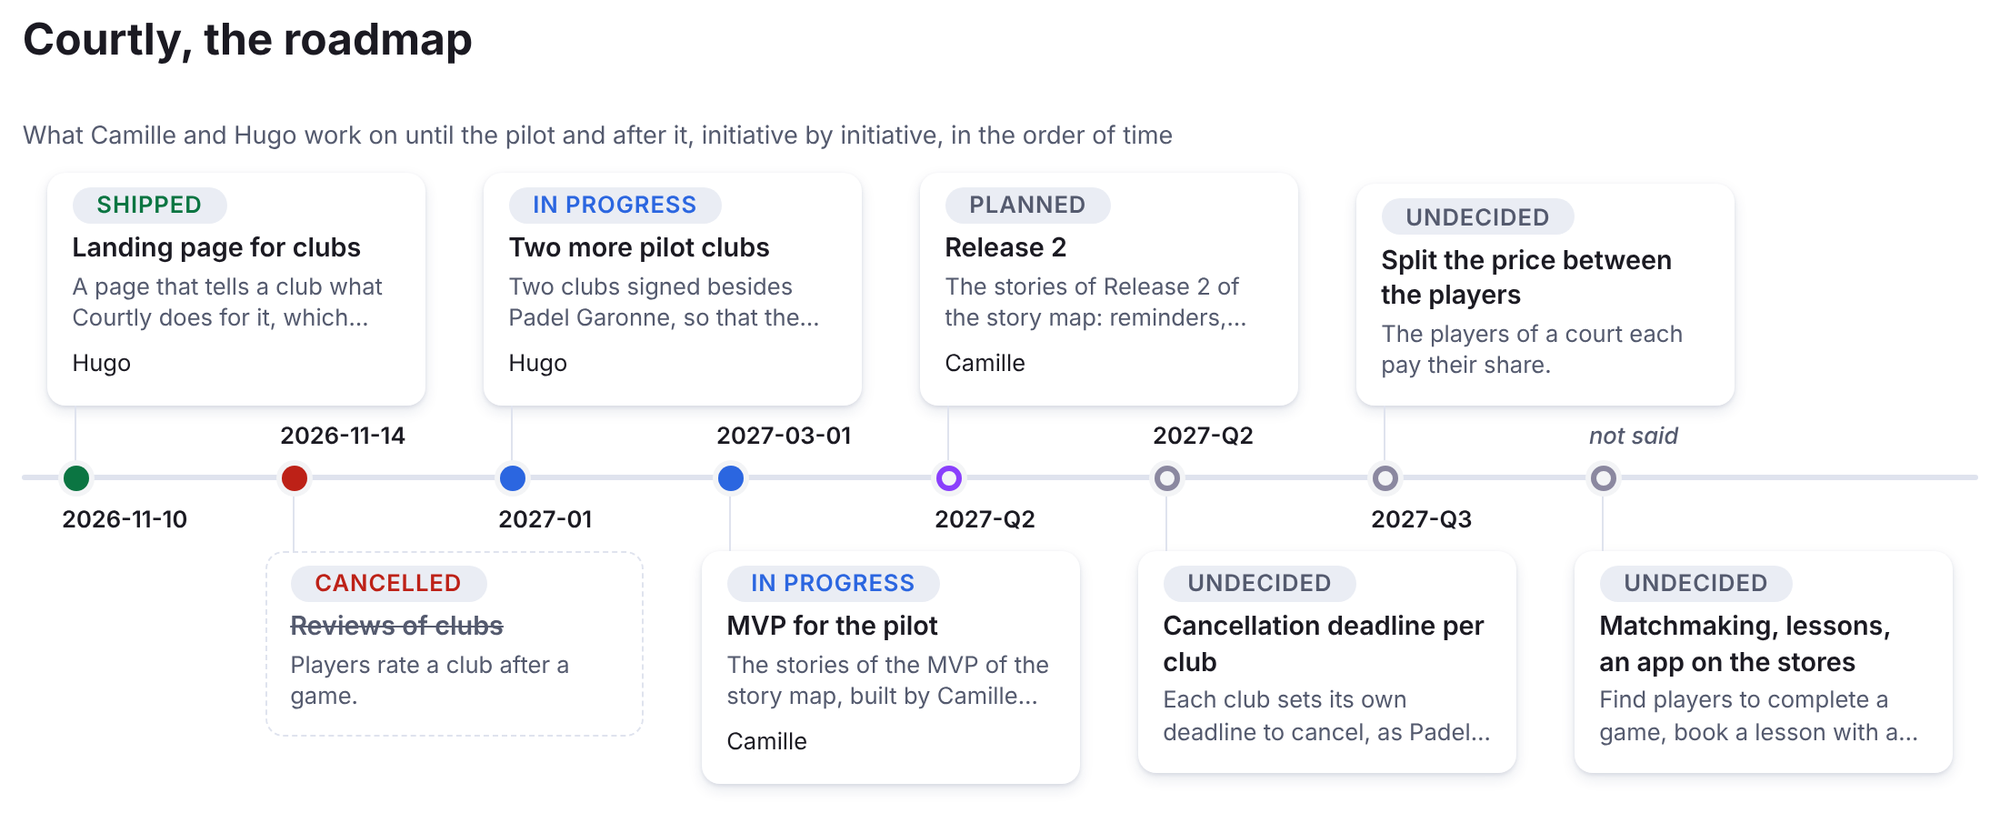 Courtly, the roadmap
What Camille and Hugo work on until the pilot and after it, initiative by initiative, in the order of time
SHIPPED
Landing page for clubs
A page that tells a club what
Courtly does for it, which...
Hugo
2026-11-10
2026-11-14
CANCELLED
Reviews of clubs
Players rate a club after a
game.
IN PROGRESS
Two more pilot clubs
Two clubs signed besides
Padel Garonne, so that the...
Hugo
2027-01
2027-03-01
IN PROGRESS
MVP for the pilot
The stories of the MVP of the
story map, built by Camille...
Camille
PLANNED
Release 2
The stories of Release 2 of
the story map: reminders,...
Camille
2027-Q2
2027-Q2
UNDECIDED
Cancellation deadline per
club
Each club sets its own
deadline to cancel, as Padel...
UNDECIDED
Split the price between
the players
The players of a court each
pay their share.
2027-Q3
not said
UNDECIDED
Matchmaking, lessons,
an app on the stores
Find players to complete a
game, book a lesson with a...